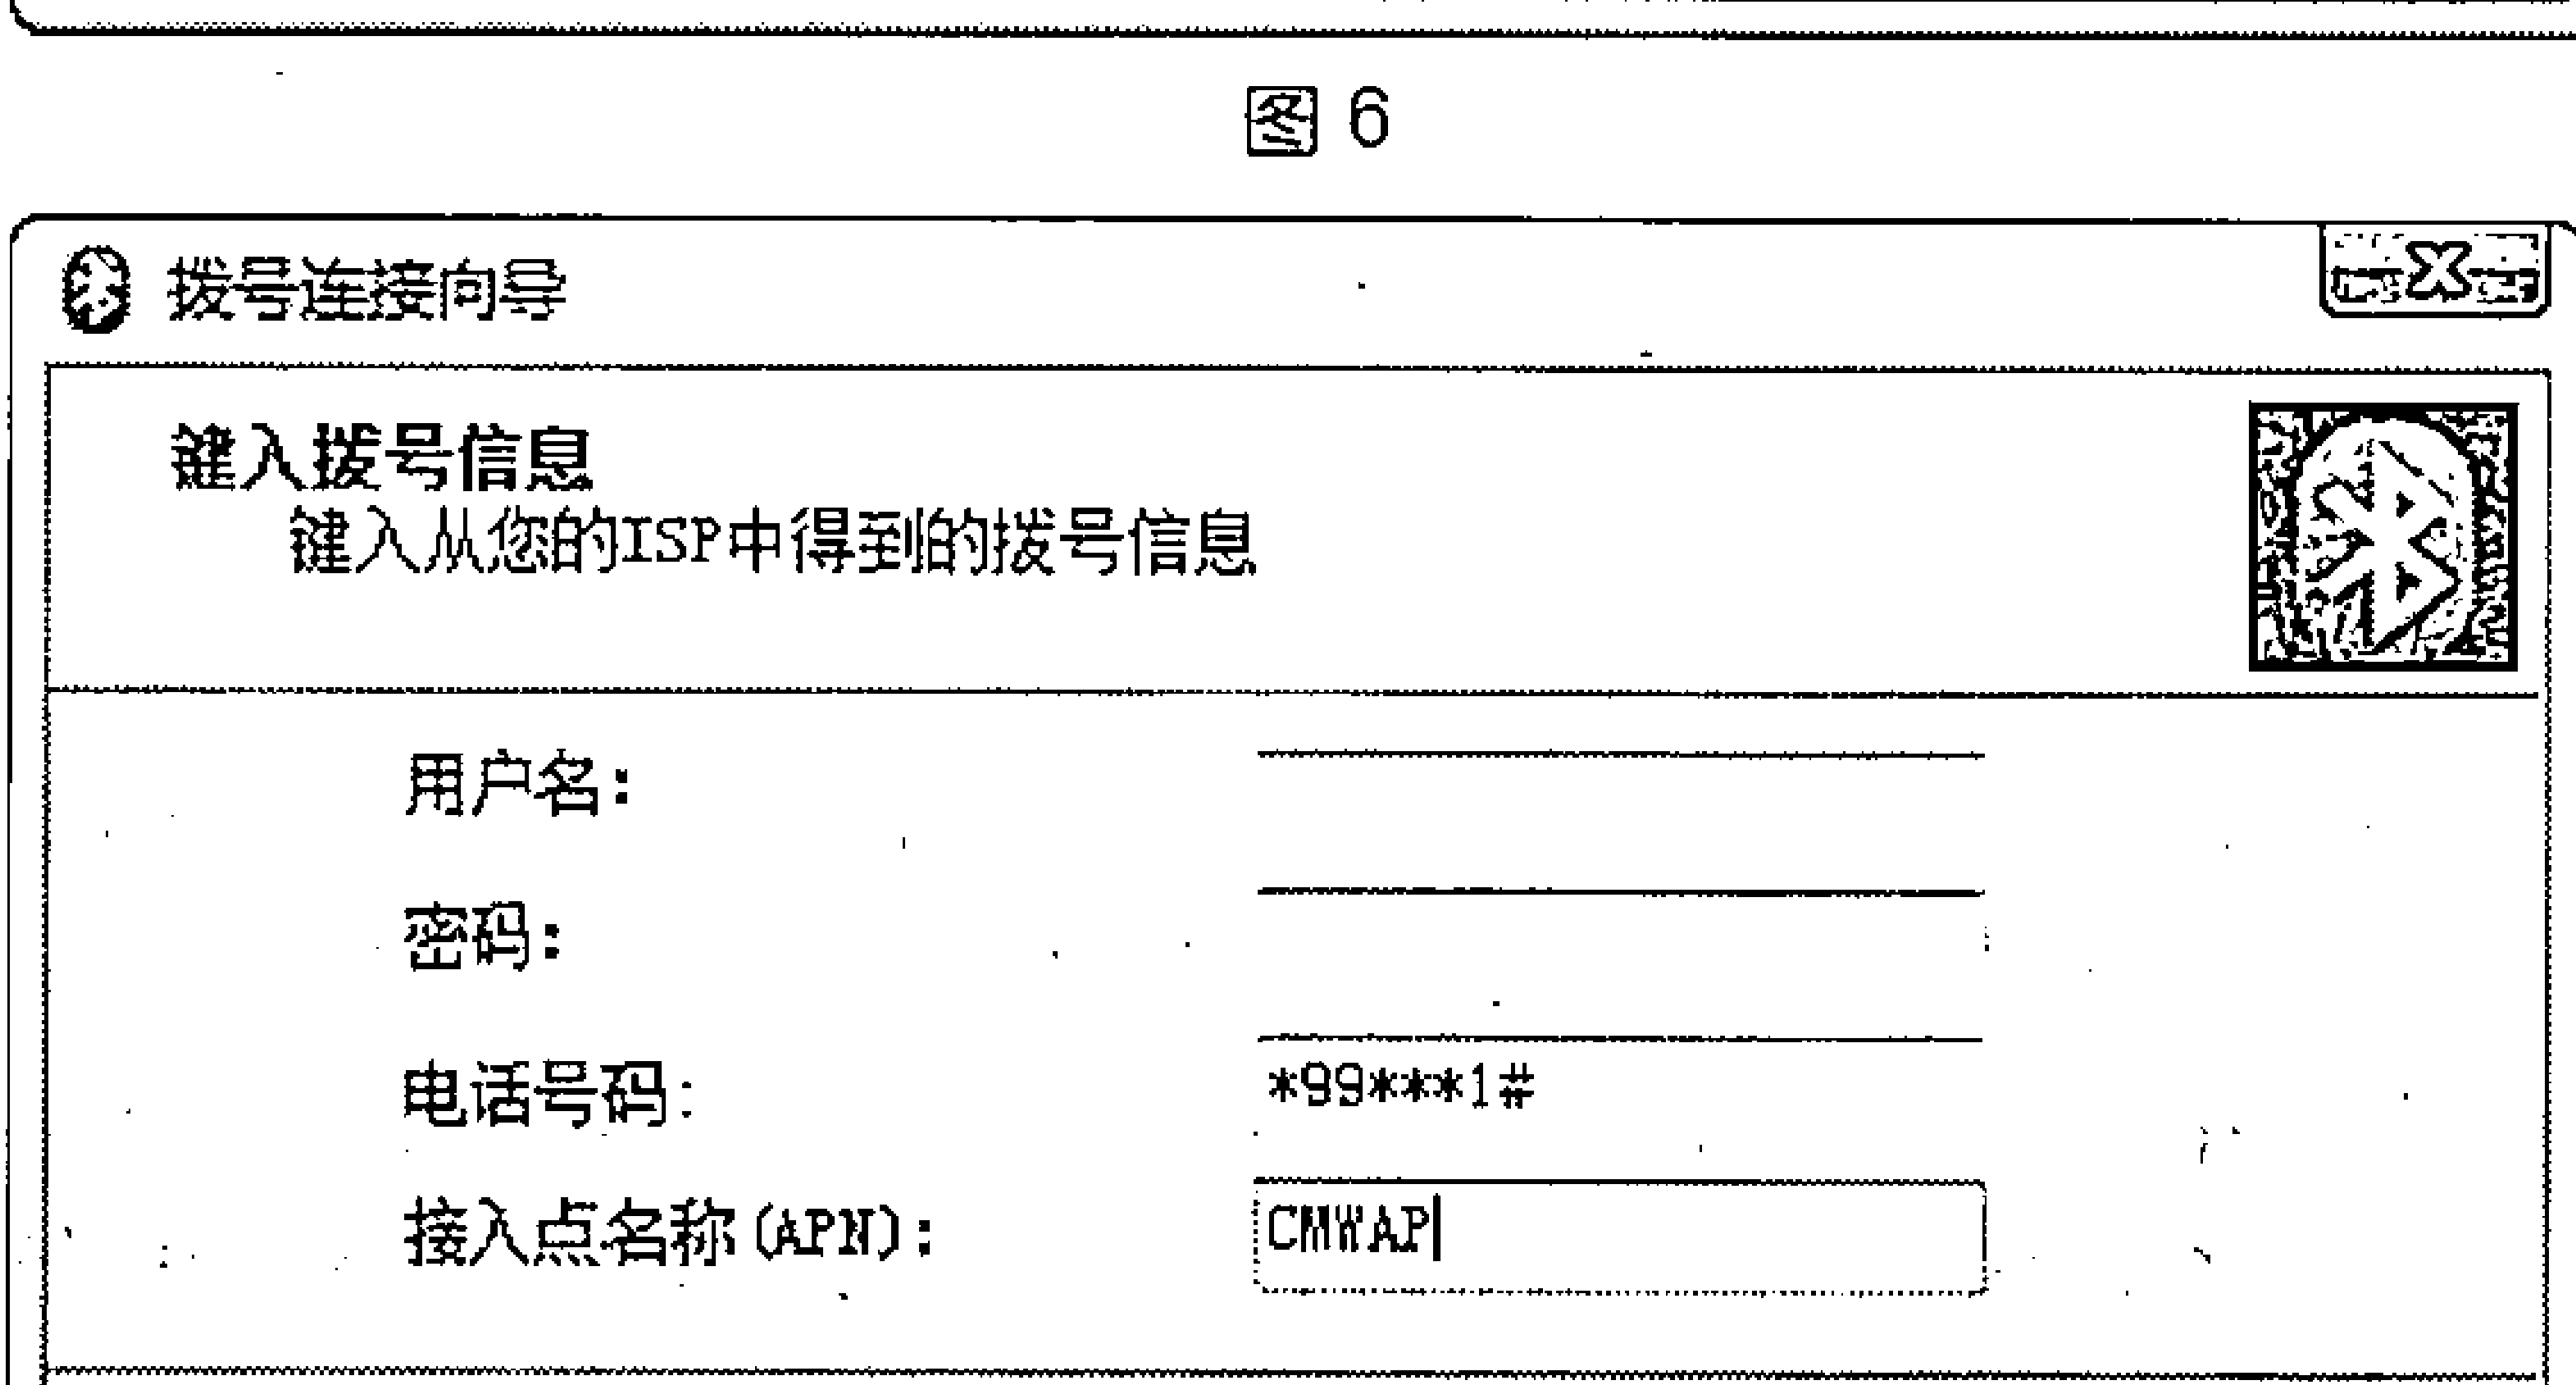 图 6
拨号连接向导
键入拨号信息
键入从您的ISP中得到的拨号信息
用户名:
密码:
电话号码: *99***1#
接入点名称(APN): CMWAP